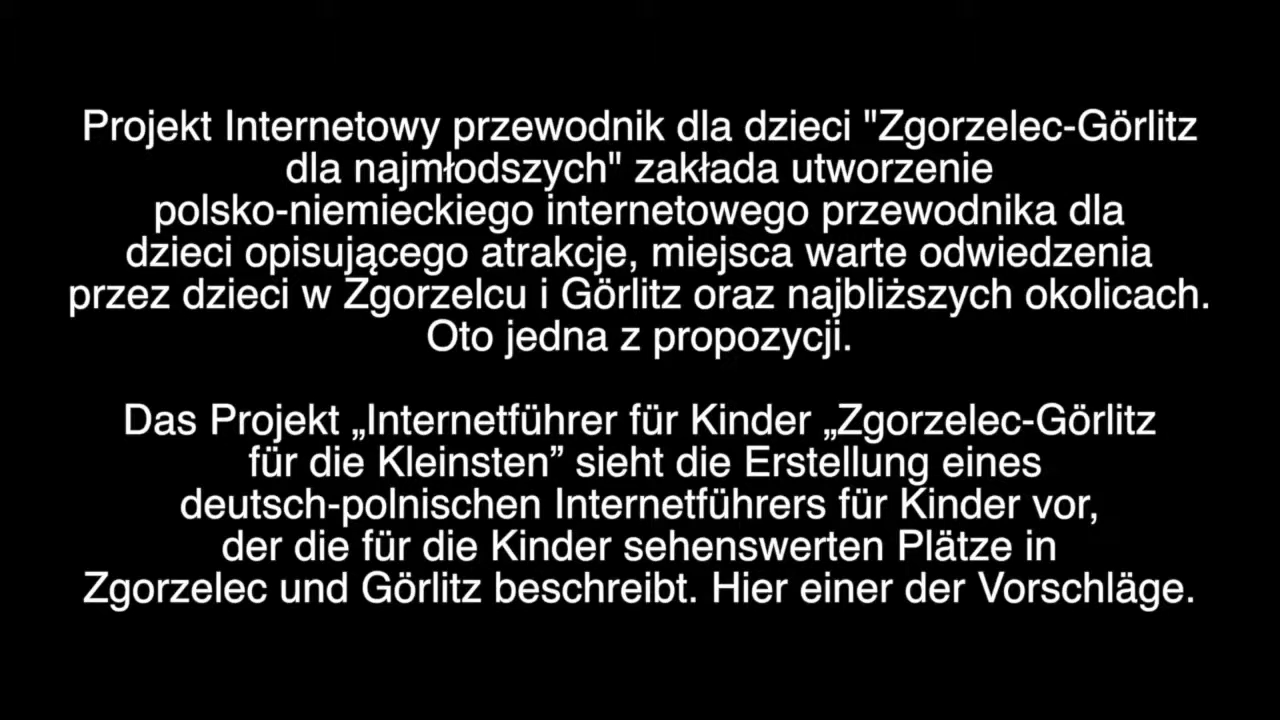 Projekt Internetowy przewodnik dla dzieci "Zgorzelec-Görlitz
dla najmłodszych" zakłada utworzenie
polsko-niemieckiego internetowego przewodnika dla
dzieci opisującego atrakcje, miejsca warte odwiedzenia
przez dzieci w Zgorzelcu i Görlitz oraz najbliższych okolicach.
Oto jedna z propozycji.
Das Projekt „Internetführer für Kinder „Zgorzelec-Görlitz
für die Kleinsten” sieht die Erstellung eines
deutsch-polnischen Internetführers für Kinder vor,
der die für die Kinder sehenswerten Plätze in
Zgorzelec und Görlitz beschreibt. Hier einer der Vorschläge.